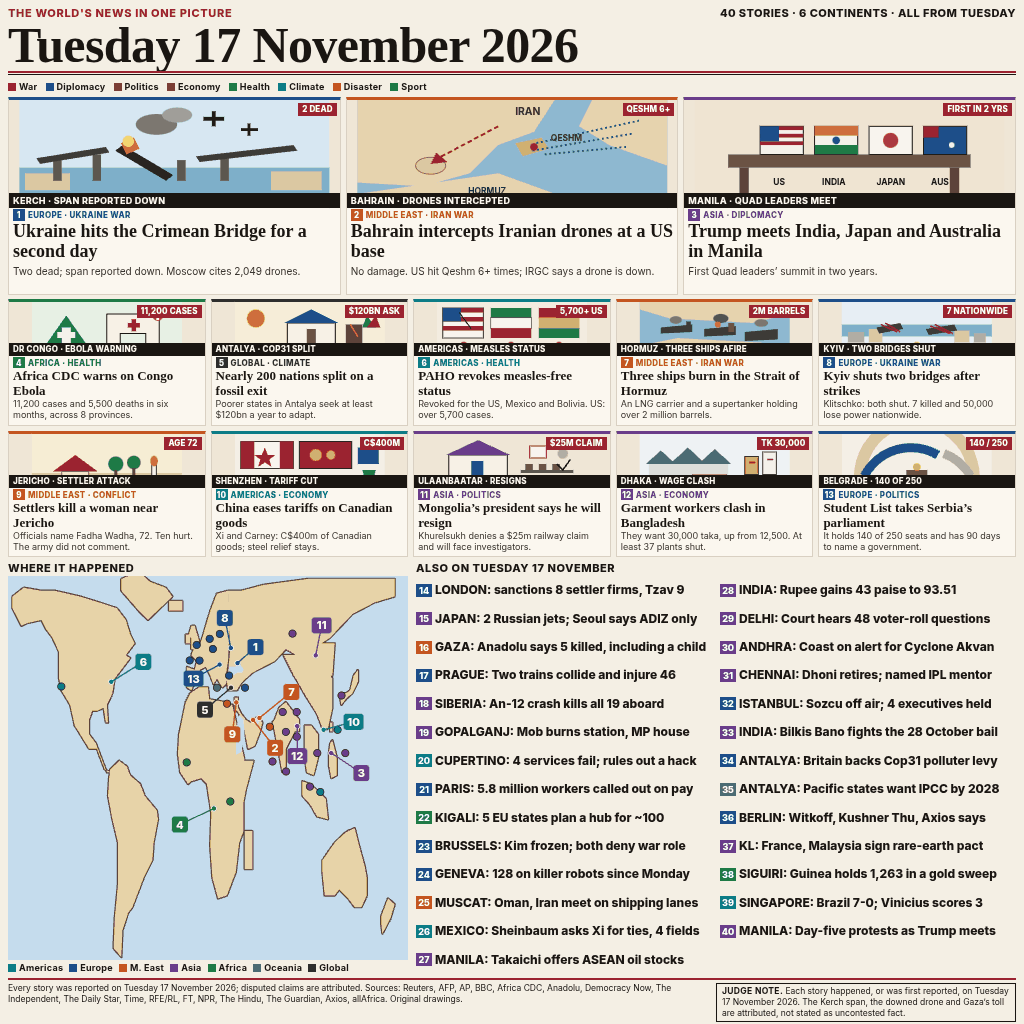 THE WORLD'S NEWS IN ONE PICTURE
40 STORIES · 6 CONTINENTS · ALL FROM TUESDAY
Tuesday 17 November 2026
War Diplomacy Politics Economy Health Climate Disaster Sport
2 DEAD
KERCH · SPAN REPORTED DOWN
1 EUROPE · UKRAINE WAR
Ukraine hits the Crimean Bridge for a
second day
Two dead; span reported down. Moscow cites 2,049 drones.
IRAN
QESHM 6+
QESHM
HORMUZ
BAHRAIN · DRONES INTERCEPTED
2 MIDDLE EAST · IRAN WAR
Bahrain intercepts Iranian drones at a US
base
No damage. US hit Qeshm 6+ times; IRGC says a drone is down.
FIRST IN 2 YRS
US INDIA JAPAN AUS
MANILA · QUAD LEADERS MEET
3 ASIA · DIPLOMACY
Trump meets India, Japan and Australia
in Manila
First Quad leaders' summit in two years.
11,200 CASES
DR CONGO · EBOLA WARNING
4 AFRICA · HEALTH
Africa CDC warns on Congo
Ebola
11,200 cases and 5,500 deaths in six
months, across 8 provinces.
$120BN ASK
ANTALYA · COP31 SPLIT
5 GLOBAL · CLIMATE
Nearly 200 nations split on a
fossil exit
Poorer states in Antalya seek at least
$120bn a year to adapt.
5,700+ US
AMERICAS · MEASLES STATUS
6 AMERICAS · HEALTH
PAHO revokes measles-free
status
Revoked for the US, Mexico and Bolivia. US:
over 5,700 cases.
2M BARRELS
HORMUZ · THREE SHIPS AFIRE
7 MIDDLE EAST · IRAN WAR
Three ships burn in the Strait of
Hormuz
An LNG carrier and a supertanker holding
over 2 million barrels.
7 NATIONWIDE
KYIV · TWO BRIDGES SHUT
8 EUROPE · UKRAINE WAR
Kyiv shuts two bridges after
strikes
Klitschko: both shut. 7 killed and 50,000
lose power nationwide.
AGE 72
JERICHO · SETTLER ATTACK
9 MIDDLE EAST · CONFLICT
Settlers kill a woman near
Jericho
Officials name Fadha Wadha, 72. Ten hurt.
The army did not comment.
C$400M
SHENZHEN · TARIFF CUT
10 AMERICAS · ECONOMY
China eases tariffs on Canadian
goods
Xi and Carney: C$400m of Canadian
goods; steel relief stays.
$25M CLAIM
ULAANBAATAR · RESIGNS
11 ASIA · POLITICS
Mongolia's president says he will
resign
Khurelsukh denies a $25m railway claim
and will face investigators.
TK 30,000
DHAKA · WAGE CLASH
12 ASIA · ECONOMY
Garment workers clash in
Bangladesh
They want 30,000 taka, up from 12,500. At
least 37 plants shut.
140 / 250
BELGRADE · 140 OF 250
13 EUROPE · POLITICS
Student List takes Serbia's
parliament
It holds 140 of 250 seats and has 90 days
to name a government.
WHERE IT HAPPENED
8
11
1
6
13
7
5
10
9
2
12
3
4
Americas Europe M. East Asia Africa Oceania Global
ALSO ON TUESDAY 17 NOVEMBER
14 LONDON: sanctions 8 settler firms, Tzav 9
15 JAPAN: 2 Russian jets; Seoul says ADIZ only
16 GAZA: Anadolu says 5 killed, including a child
17 PRAGUE: Two trains collide and injure 46
18 SIBERIA: An-12 crash kills all 19 aboard
19 GOPALGANJ: Mob burns station, MP house
20 CUPERTINO: 4 services fail; rules out a hack
21 PARIS: 5.8 million workers called out on pay
22 KIGALI: 5 EU states plan a hub for ~100
23 BRUSSELS: Kim frozen; both deny war role
24 GENEVA: 128 on killer robots since Monday
25 MUSCAT: Oman, Iran meet on shipping lanes
26 MEXICO: Sheinbaum asks Xi for ties, 4 fields
27 MANILA: Takaichi offers ASEAN oil stocks
28 INDIA: Rupee gains 43 paise to 93.51
29 DELHI: Court hears 48 voter-roll questions
30 ANDHRA: Coast on alert for Cyclone Akvan
31 CHENNAI: Dhoni retires; named IPL mentor
32 ISTANBUL: Sozcu off air; 4 executives held
33 INDIA: Bilkis Bano fights the 28 October bail
34 ANTALYA: Britain backs Cop31 polluter levy
35 ANTALYA: Pacific states want IPCC by 2028
36 BERLIN: Witkoff, Kushner Thu, Axios says
37 KL: France, Malaysia sign rare-earth pact
38 SIGUIRI: Guinea holds 1,263 in a gold sweep
39 SINGAPORE: Brazil 7-0; Vinicius scores 3
40 MANILA: Day-five protests as Trump meets
Every story was reported on Tuesday 17 November 2026; disputed claims are attributed. Sources: Reuters, AFP, AP, BBC, Africa CDC, Anadolu, Democracy Now, The
Independent, The Daily Star, Time, RFE/RL, FT, NPR, The Hindu, The Guardian, Axios, allAfrica. Original drawings.
JUDGE NOTE. Each story happened, or was first reported, on Tuesday
17 November 2026. The Kerch span, the downed drone and Gaza's toll
are attributed, not stated as uncontested fact.